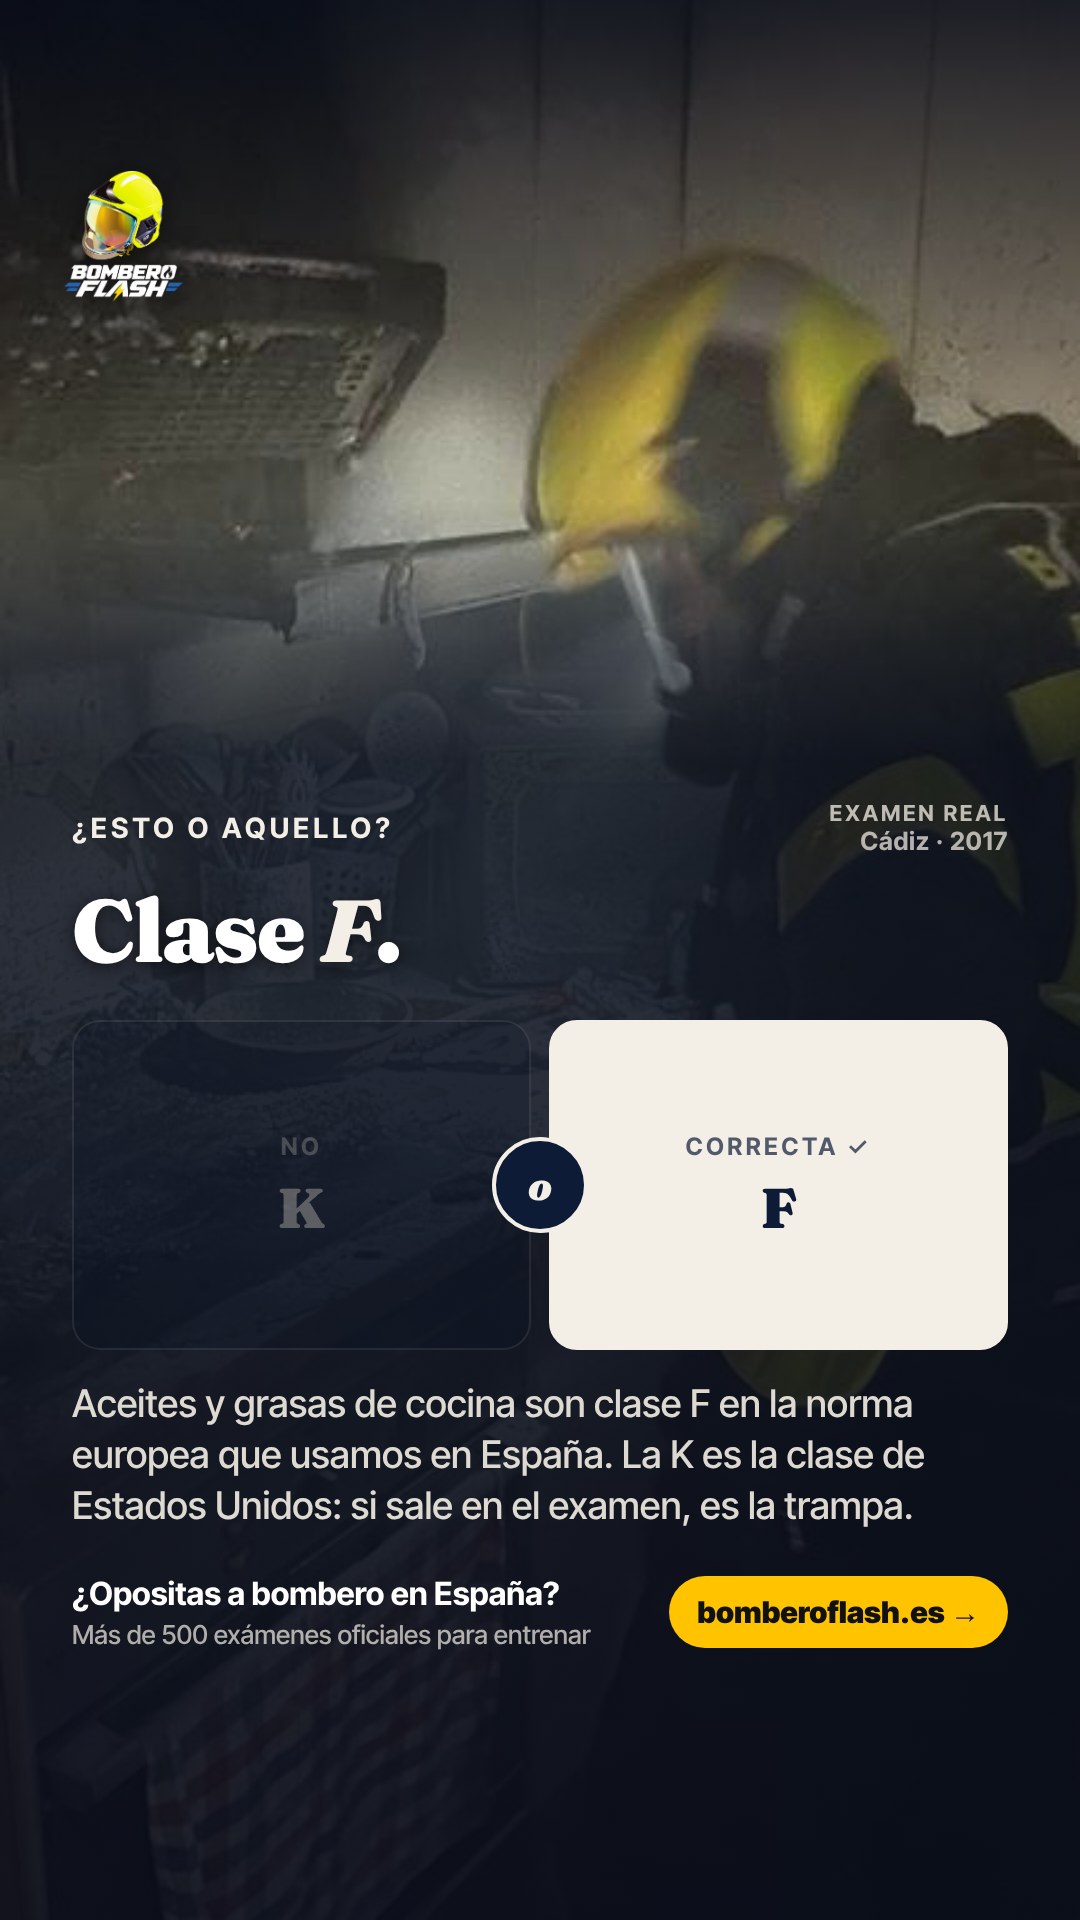 BOMBERO
FLASH
¿ESTO O AQUELLO?
EXAMEN REAL
Cádiz · 2017
Clase F.
NO
K
o
CORRECTA ✓
F
Aceites y grasas de cocina son clase F en la norma
europea que usamos en España. La K es la clase de
Estados Unidos: si sale en el examen, es la trampa.
¿Opositas a bombero en España?
Más de 500 exámenes oficiales para entrenar
bomberoflash.es →